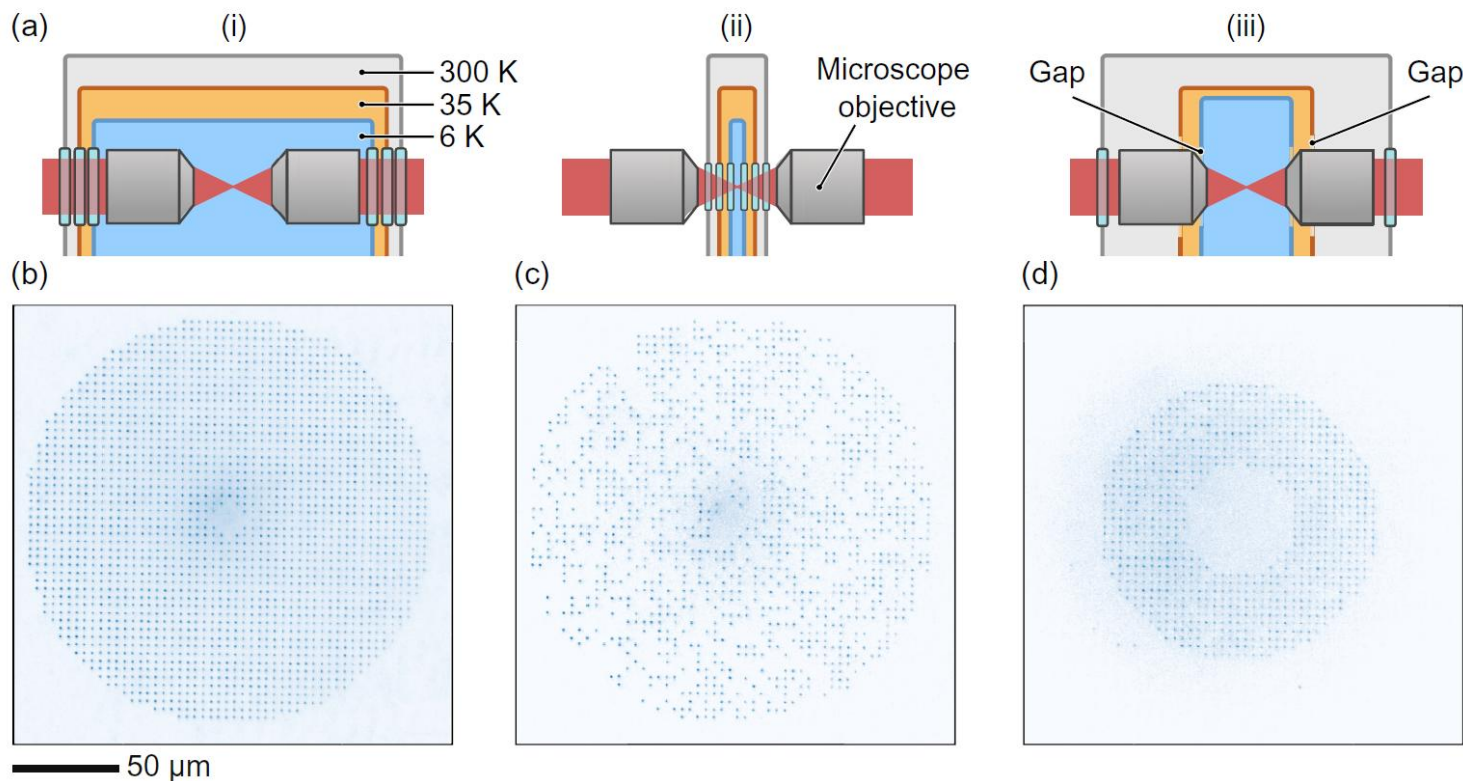 (a)
(i)
(ii)
(iii)
300 K
35 K
6 K
Microscope
objective
Gap
Gap
(b)
(c)
(d)
50 μm